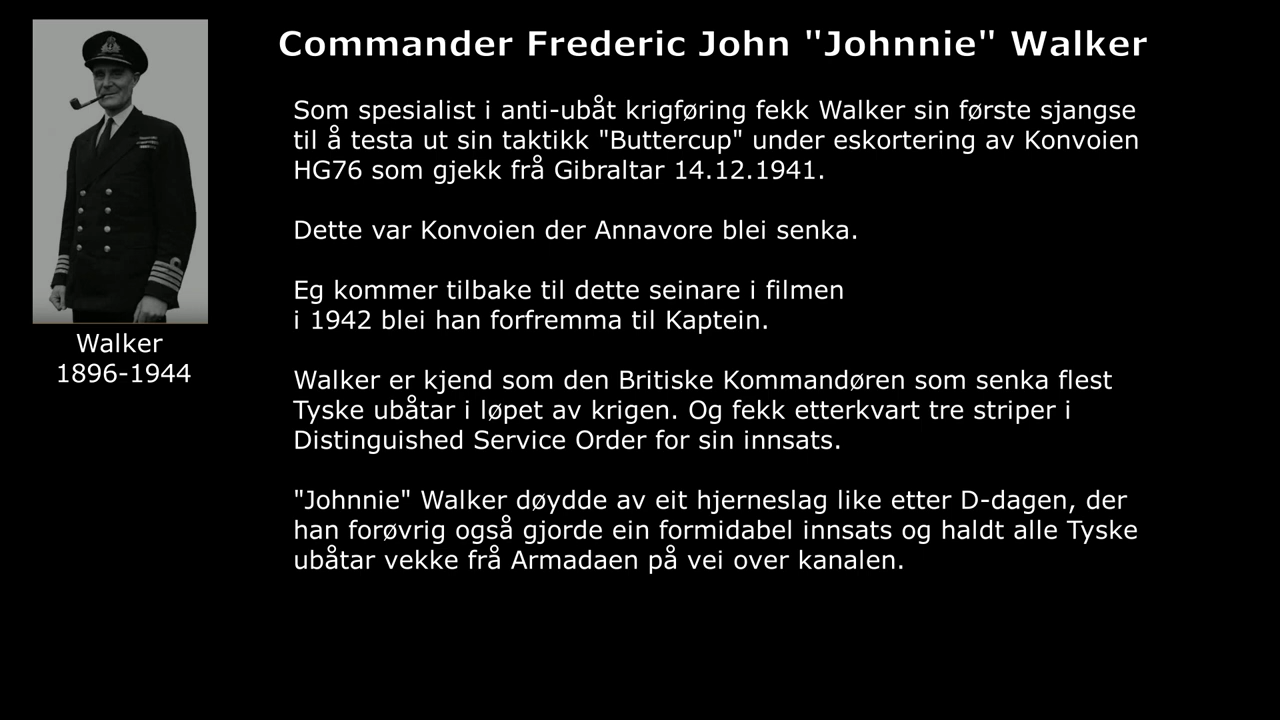 Commander Frederic John "Johnnie" Walker
Som spesialist i anti-ubåt krigføring fekk Walker sin første sjangse
til å testa ut sin taktikk "Buttercup" under eskortering av Konvoien
HG76 som gjekk frå Gibraltar 14.12.1941.
Dette var Konvoien der Annavore blei senka.
Eg kommer tilbake til dette seinare i filmen
i 1942 blei han forfremma til Kaptein.
Walker er kjend som den Britiske Kommandøren som senka flest
Tyske ubåtar i løpet av krigen. Og fekk etterkvart tre striper i
Distinguished Service Order for sin innsats.
"Johnnie" Walker døydde av eit hjerneslag like etter D-dagen, der
han forøvrig også gjorde ein formidabel innsats og haldt alle Tyske
ubåtar vekke frå Armadaen på vei over kanalen.
Walker
1896-1944